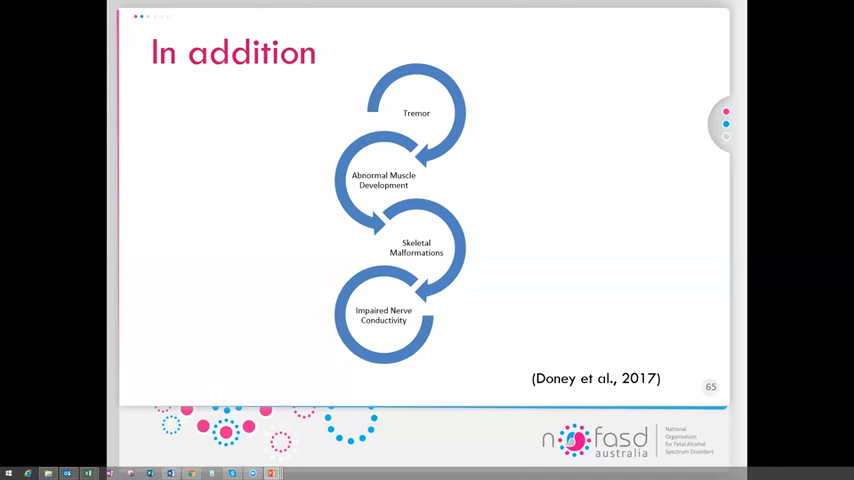 In addition
Tremor
Abnormal Muscle
Development
Skeletal
Malformations
Impaired Nerve
Conductivity
(Doney et al., 2017)
65
nofasd
australia
National
Organisation
for Fetal Alcohol
Spectrum Disorders